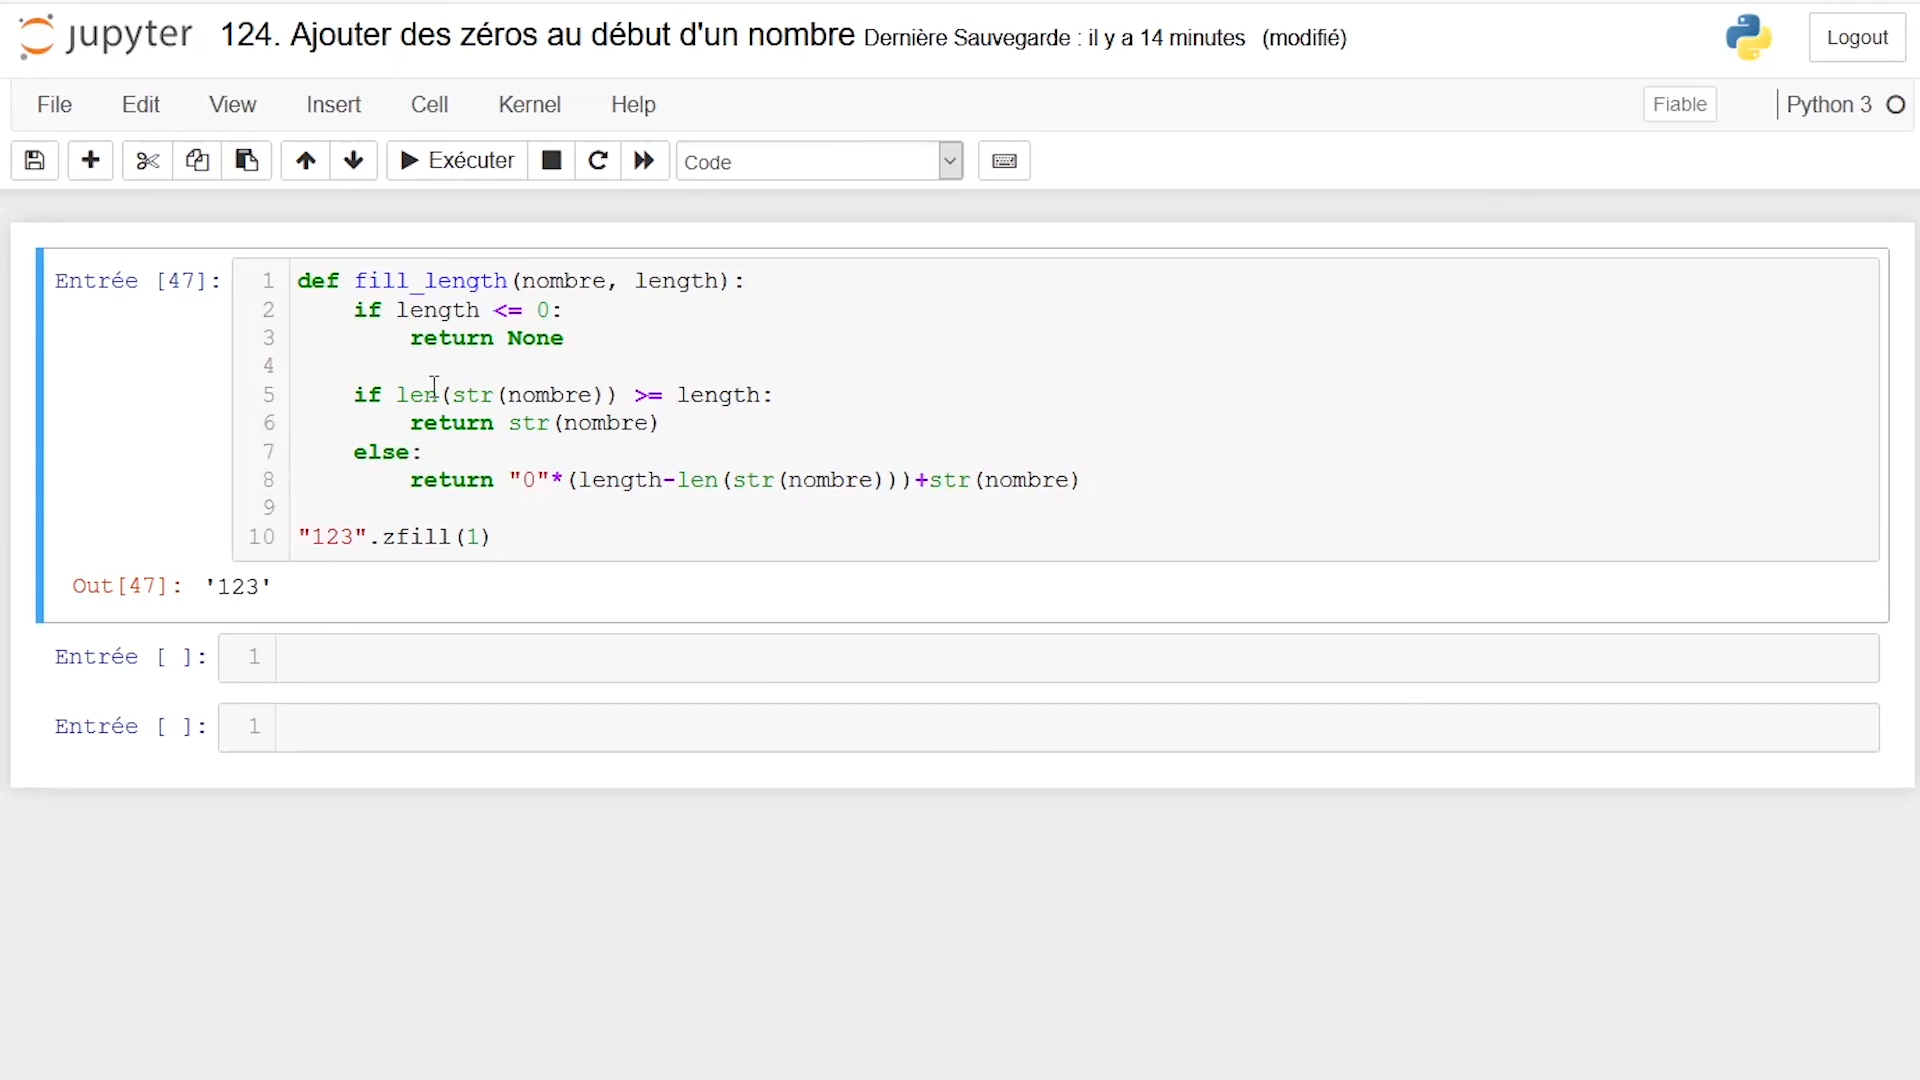 jupyter 124. Ajouter des zéros au début d'un nombre Dernière Sauvegarde : il y a 14 minutes (modifié) Logout
File Edit View Insert Cell Kernel Help Fiable Python 3
Exécuter Code
Entrée [47]: 1 def fill_length(nombre, length):
2 if length <= 0:
3 return None
4
5 if len(str(nombre)) >= length:
6 return str(nombre)
7 else:
8 return "0"*(length-len(str(nombre)))+str(nombre)
9
10 "123".zfill(1)
Out[47]: '123'
Entrée [ ]: 1
Entrée [ ]: 1